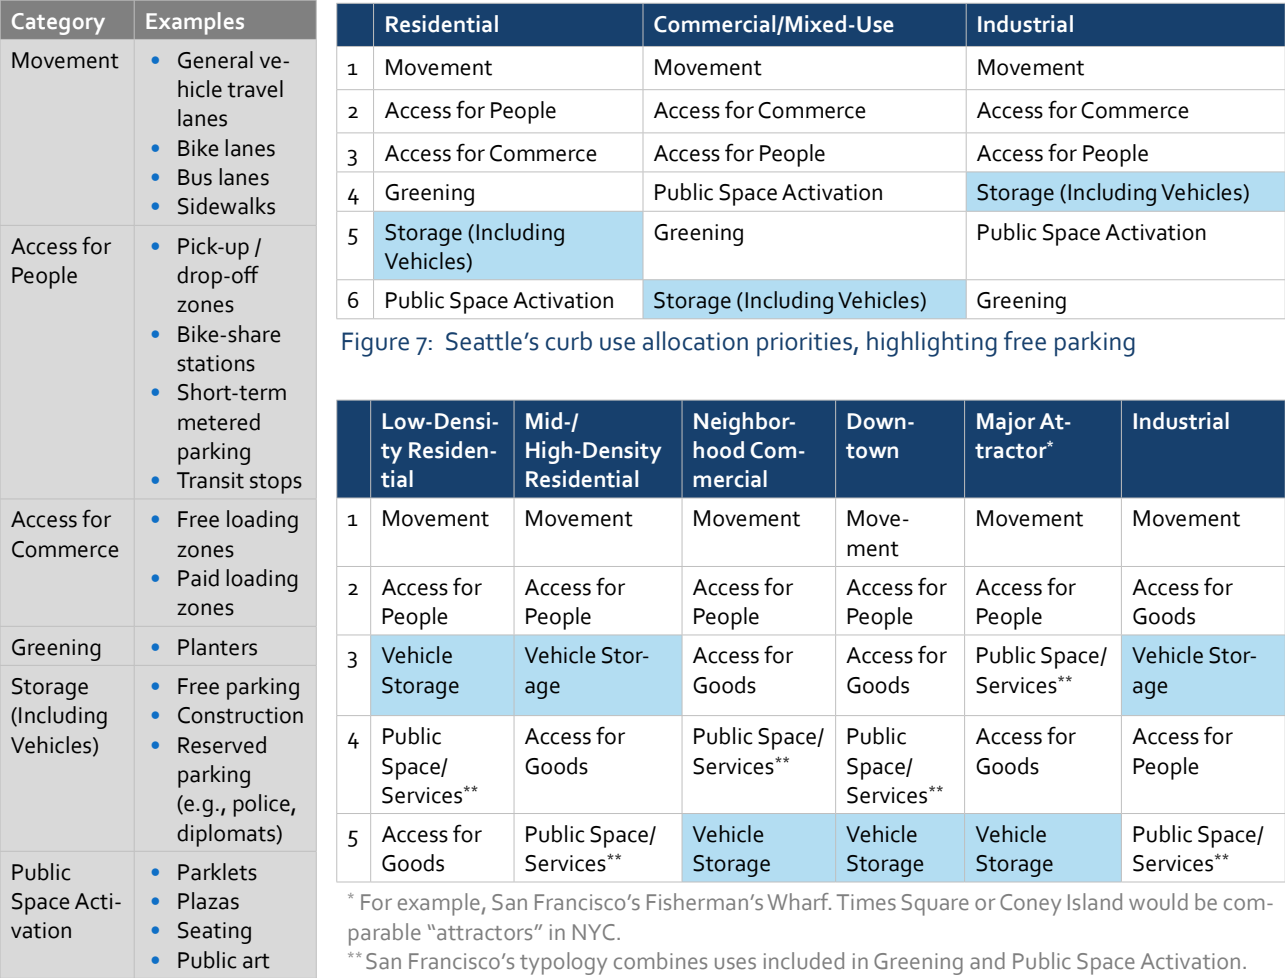 Category Examples
Movement
• General ve-
hicle travel
lanes
• Bike lanes
• Bus lanes
• Sidewalks
Access for
People
• Pick-up /
drop-off
zones
• Bike-share
stations
• Short-term
metered
parking
• Transit stops
Access for
Commerce
• Free loading
zones
• Paid loading
zones
Greening
• Planters
Storage
(Including
Vehicles)
• Free parking
• Construction
• Reserved
parking
(e.g., police,
diplomats)
Public
Space Acti-
vation
• Parklets
• Plazas
• Seating
• Public art
Residential Commercial/Mixed-Use Industrial
1 Movement Movement Movement
2 Access for People Access for Commerce Access for Commerce
3 Access for Commerce Access for People Access for People
4 Greening Public Space Activation Storage (Including Vehicles)
5 Storage (Including
Vehicles)
Greening Public Space Activation
6 Public Space Activation Storage (Including Vehicles) Greening
Figure 7: Seattle's curb use allocation priorities, highlighting free parking
Low-Densi-
ty Residen-
tial
Mid-/
High-Density
Residential
Neighbor-
hood Com-
mercial
Down-
town
Major At-
tractor*
Industrial
1 Movement Movement Movement
Move-
ment
Movement Movement
2 Access for
People
Access for
People
Access for
People
Access for
People
Access for
People
Access for
Goods
3 Vehicle
Storage
Vehicle Stor-
age
Access for
Goods
Access for
Goods
Public Space/
Services**
Vehicle Stor-
age
4 Public
Space/
Services**
Access for
Goods
Public Space/
Services**
Public
Space/
Services**
Access for
Goods
Access for
People
5 Access for
Goods
Public Space/
Services**
Vehicle
Storage
Vehicle
Storage
Vehicle
Storage
Public Space/
Services**
* For example, San Francisco's Fisherman's Wharf. Times Square or Coney Island would be com-
parable “attractors” in NYC.
** San Francisco's typology combines uses included in Greening and Public Space Activation.